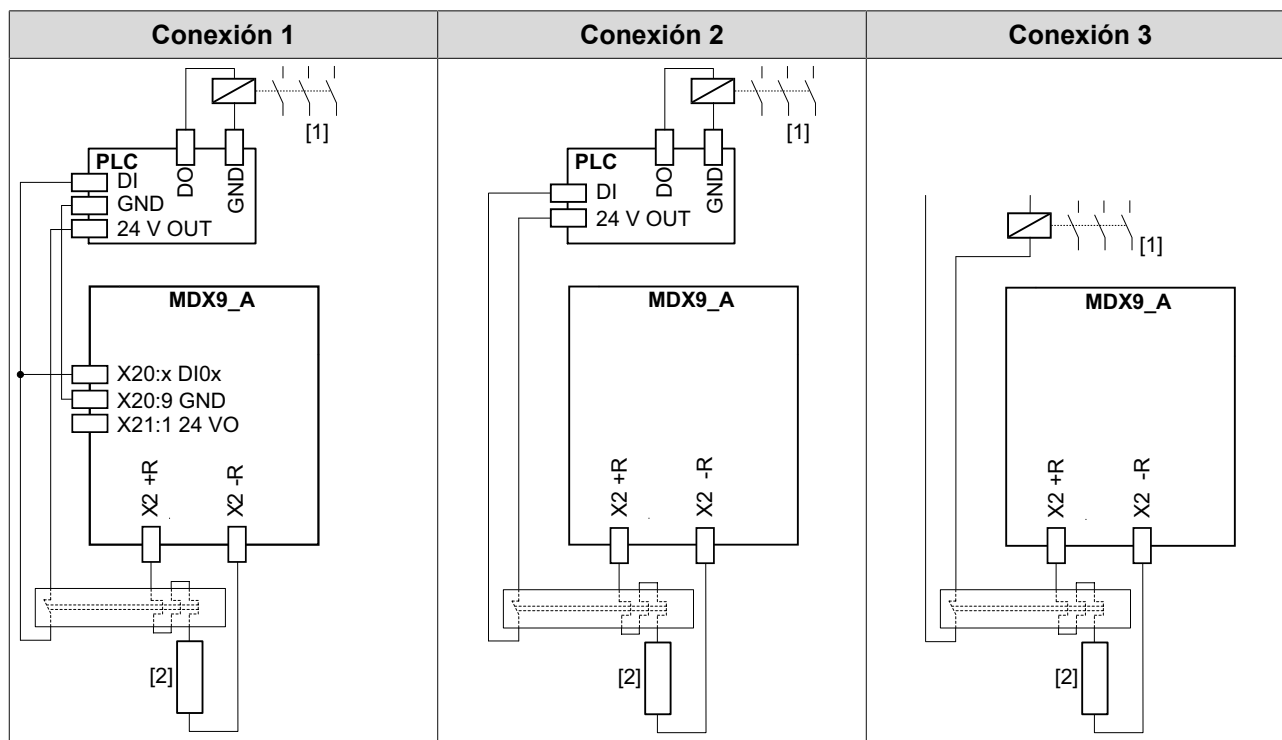 Conexión 1
Conexión 2
Conexión 3
[1]
PLC
DI
GND
24 V OUT
DO
GND
MDX9_A
X20:x DI0x
X20:9 GND
X21:1 24 VO
X2 +R
X2 -R
[2]
[1]
PLC
DI
24 V OUT
DO
GND
MDX9_A
X2 +R
X2 -R
[2]
[1]
MDX9_A
X2 +R
X2 -R
[2]